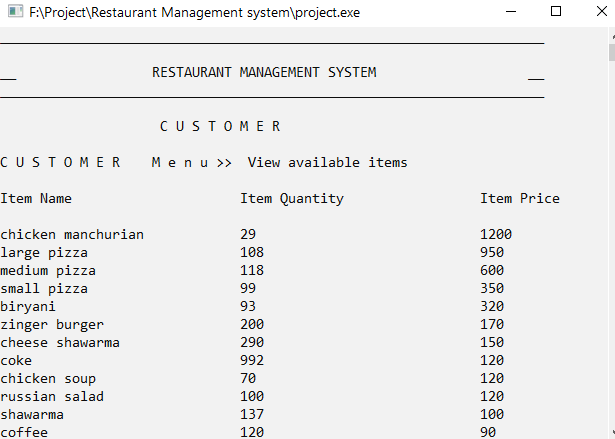 F:\Project\Restaurant Management system\project.exe
RESTAURANT MANAGEMENT SYSTEM
C U S T O M E R
C U S T O M E R    M e n u >>  View available items
Item Name    Item Quantity    Item Price
chicken manchurian    29    1200
large pizza    108    950
medium pizza    118    600
small pizza    99    350
biryani    93    320
zinger burger    200    170
cheese shawarma    290    150
coke    992    120
chicken soup    70    120
russian salad    100    120
shawarma    137    100
coffee    120    90